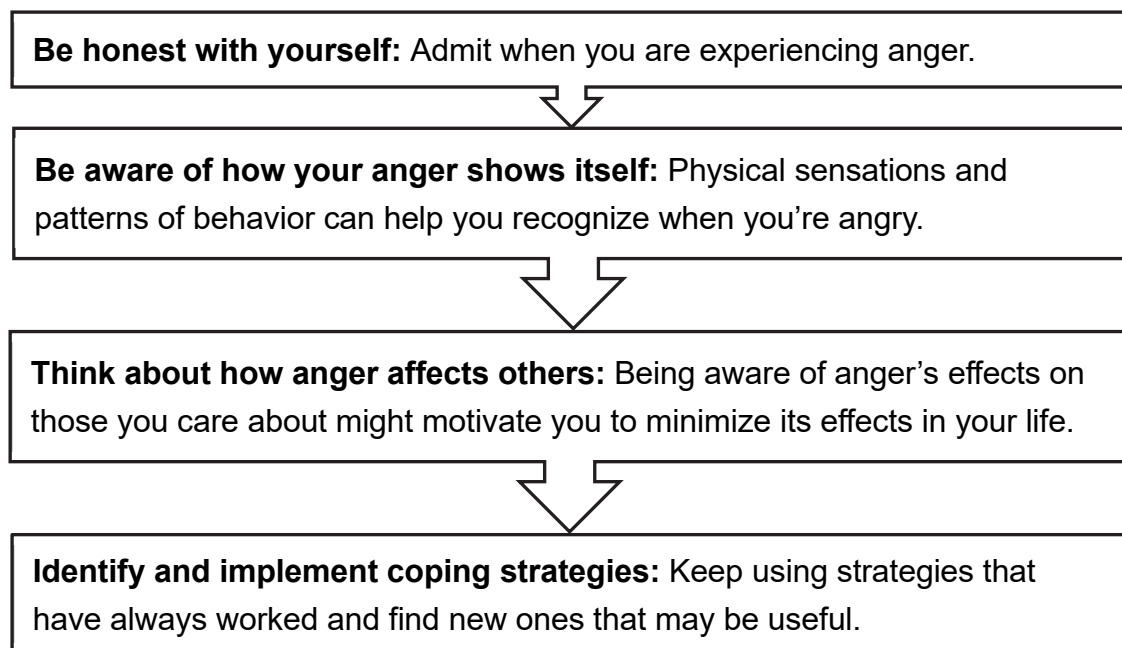 Be honest with yourself: Admit when you are experiencing anger.
Be aware of how your anger shows itself: Physical sensations and
patterns of behavior can help you recognize when you’re angry.
Think about how anger affects others: Being aware of anger’s effects on
those you care about might motivate you to minimize its effects in your life.
Identify and implement coping strategies: Keep using strategies that
have always worked and find new ones that may be useful.